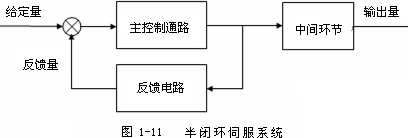 给定量
主控制通路
中间环节
输出量
反馈量
反馈电路
图 1-11 半闭环伺服系统